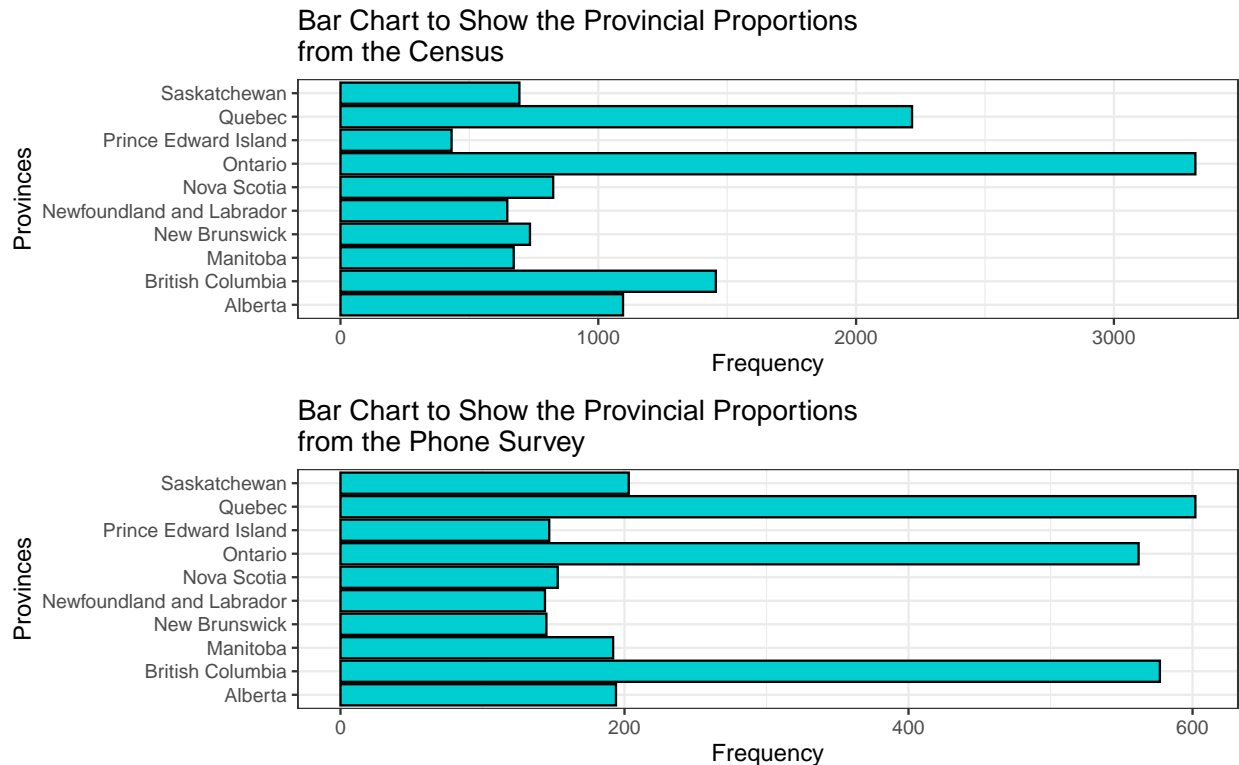 Bar Chart to Show the Provincial Proportions
from the Census
Provinces
Saskatchewan
Quebec
Prince Edward Island
Ontario
Nova Scotia
Newfoundland and Labrador
New Brunswick
Manitoba
British Columbia
Alberta
0 1000 2000 3000
Frequency
Bar Chart to Show the Provincial Proportions
from the Phone Survey
Provinces
Saskatchewan
Quebec
Prince Edward Island
Ontario
Nova Scotia
Newfoundland and Labrador
New Brunswick
Manitoba
British Columbia
Alberta
0 200 400 600
Frequency